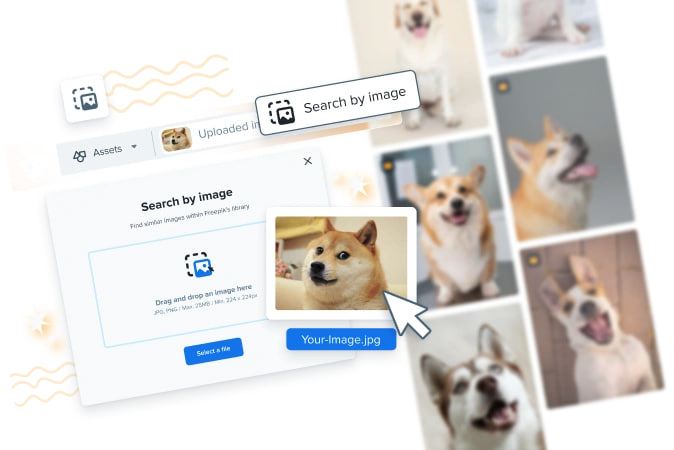 Search by image
Assets
Uploaded
Search by image
Find similar images within Freepik's library
Drag and drop an image here
JPG, PNG / Max. 25MB / Min. 224 x 224px
Select a file
Your-Image.jpg